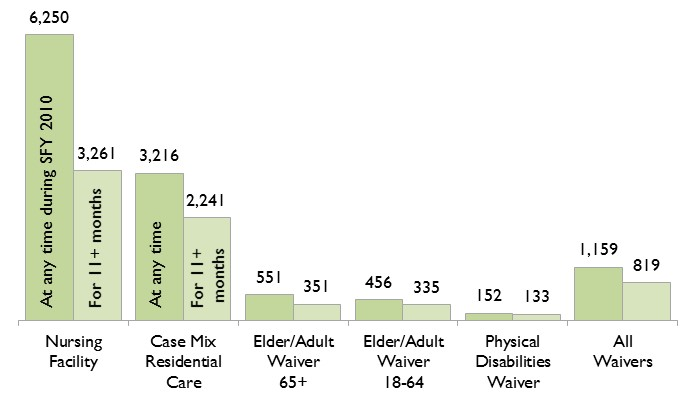 6,250
3,261
3,216
2,241
551
351
456
335
152
133
1,159
819
At any time during SFY 2010
For 11+ months
At any time
For 11+
months
Nursing
Facility
Case Mix
Residential
Care
Elder/Adult
Waiver
65+
Elder/Adult
Waiver
18-64
Physical
Disabilities
Waiver
All
Waivers